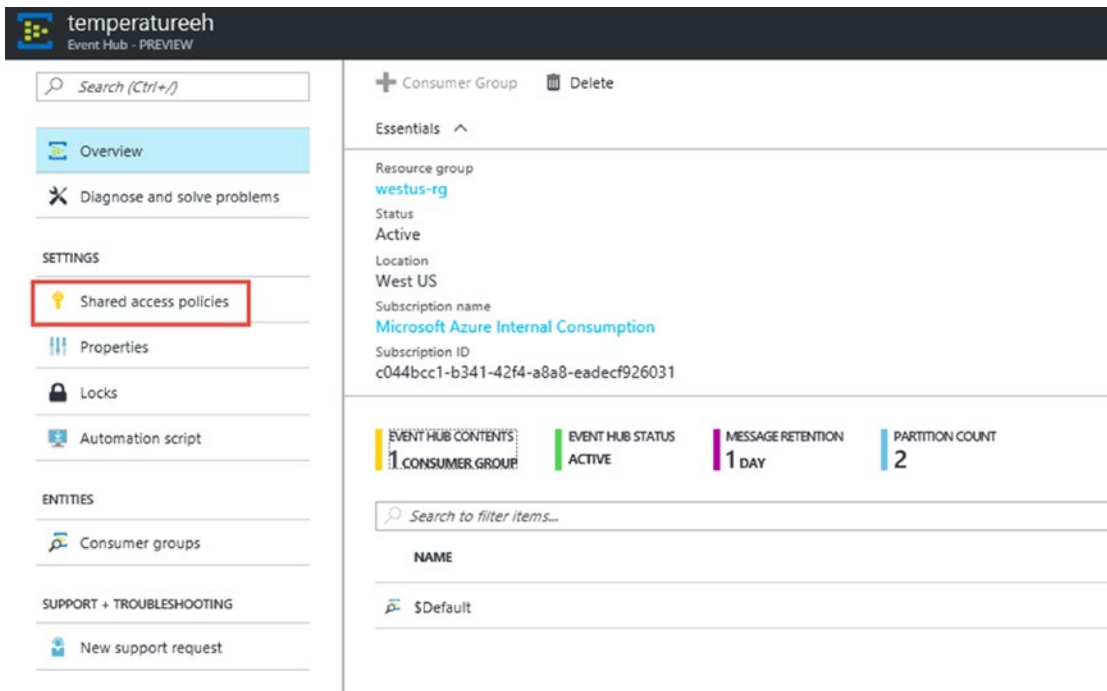 temperatureeh
Event Hub - PREVIEW
Search (Ctrl+/)
Overview
Diagnose and solve problems
SETTINGS
Shared access policies
Properties
Locks
Automation script
ENTITIES
Consumer groups
SUPPORT + TROUBLESHOOTING
New support request
Consumer Group Delete
Essentials
Resource group
westus-rg
Status
Active
Location
West US
Subscription name
Microsoft Azure Internal Consumption
Subscription ID
c044bcc1-b341-42f4-a8a8-eadecf926031
EVENT HUB CONTENTS
1 CONSUMER GROUP
EVENT HUB STATUS
ACTIVE
MESSAGE RETENTION
1 DAY
PARTITION COUNT
2
Search to filter items...
NAME
$Default